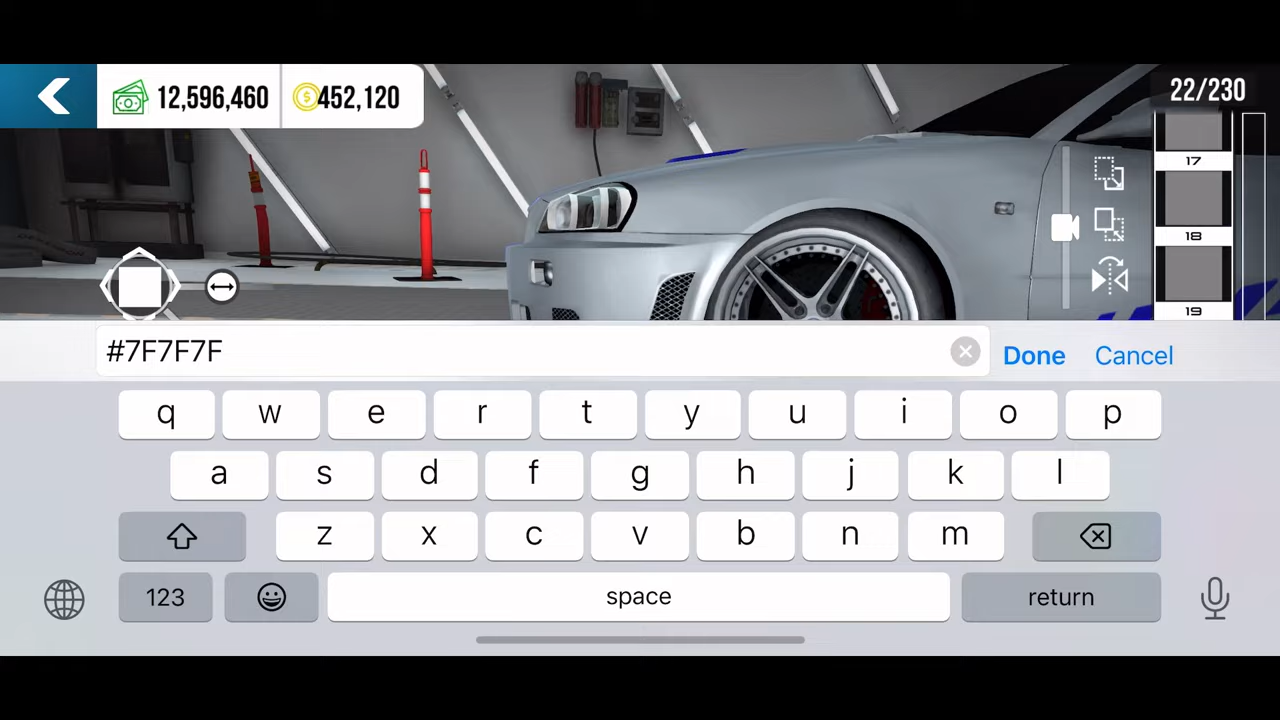 12,596,460
452,120
22/230
17
18
19
#7F7F7F
Done
Cancel
q w e r t y u i o p
a s d f g h j k l
z x c v b n m
123
space
return